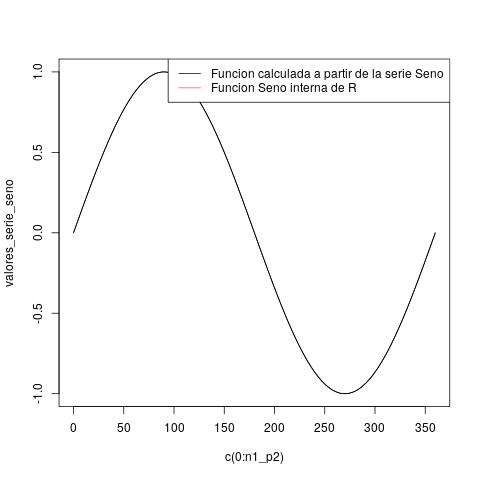 Funcion calculada a partir de la serie Seno
Funcion Seno interna de R
1.0
0.5
0.0
-0.5
-1.0
valores_serie_seno
0 50 100 150 200 250 300 350
c(0:n1_p2)